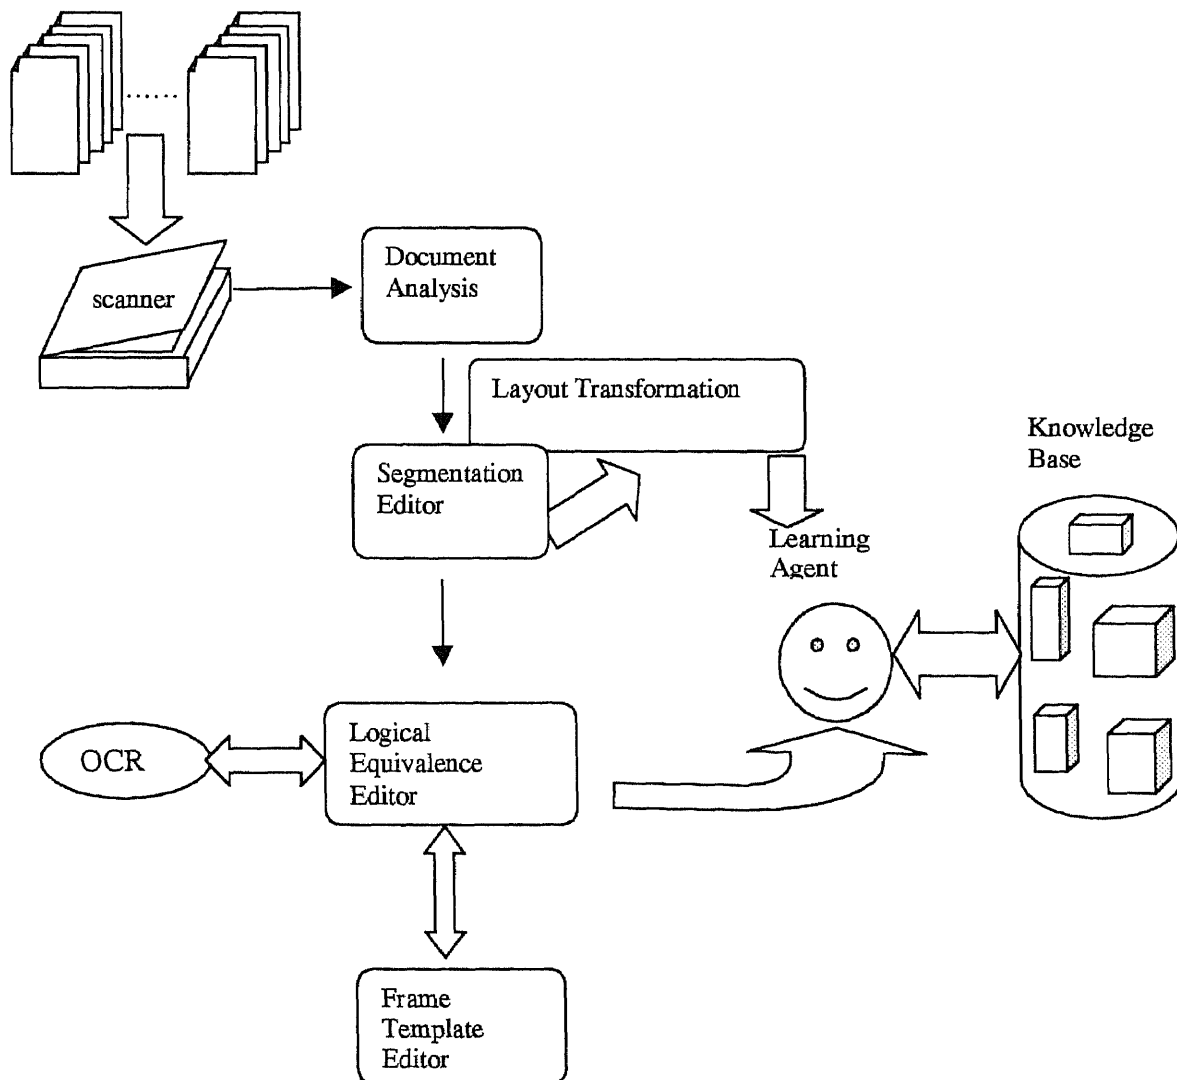 scanner
Document
Analysis
Layout Transformation
Segmentation
Editor
Knowledge
Base
Learning
Agent
OCR
Logical
Equivalence
Editor
Frame
Template
Editor